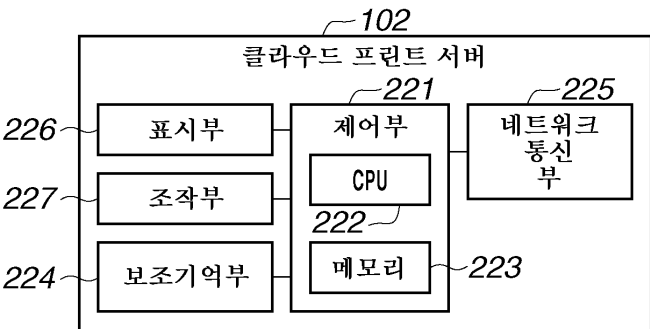 102
클라우드 프린트 서버
221
225
226
표시부
제어부
네트워크
통신
부
CPU
227
조작부
222
224
보조기억부
메모리
223